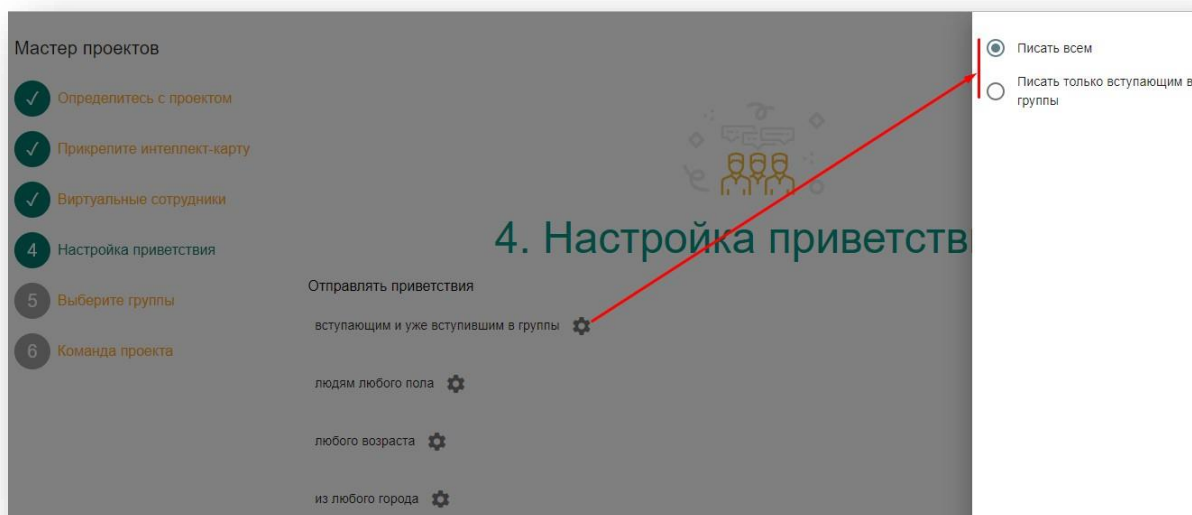 Мастер проектов
Определитесь с проектом
Прикрепите интеллект-карту
Виртуальные сотрудники
4 Настройка приветствия
5 Выберите группы
6 Команда проекта
4. Настройка приветств
Отправлять приветствия
вступающим и уже вступившим в группы
людям любого пола
любого возраста
из любого города
Писать всем
Писать только вступающим в
группы